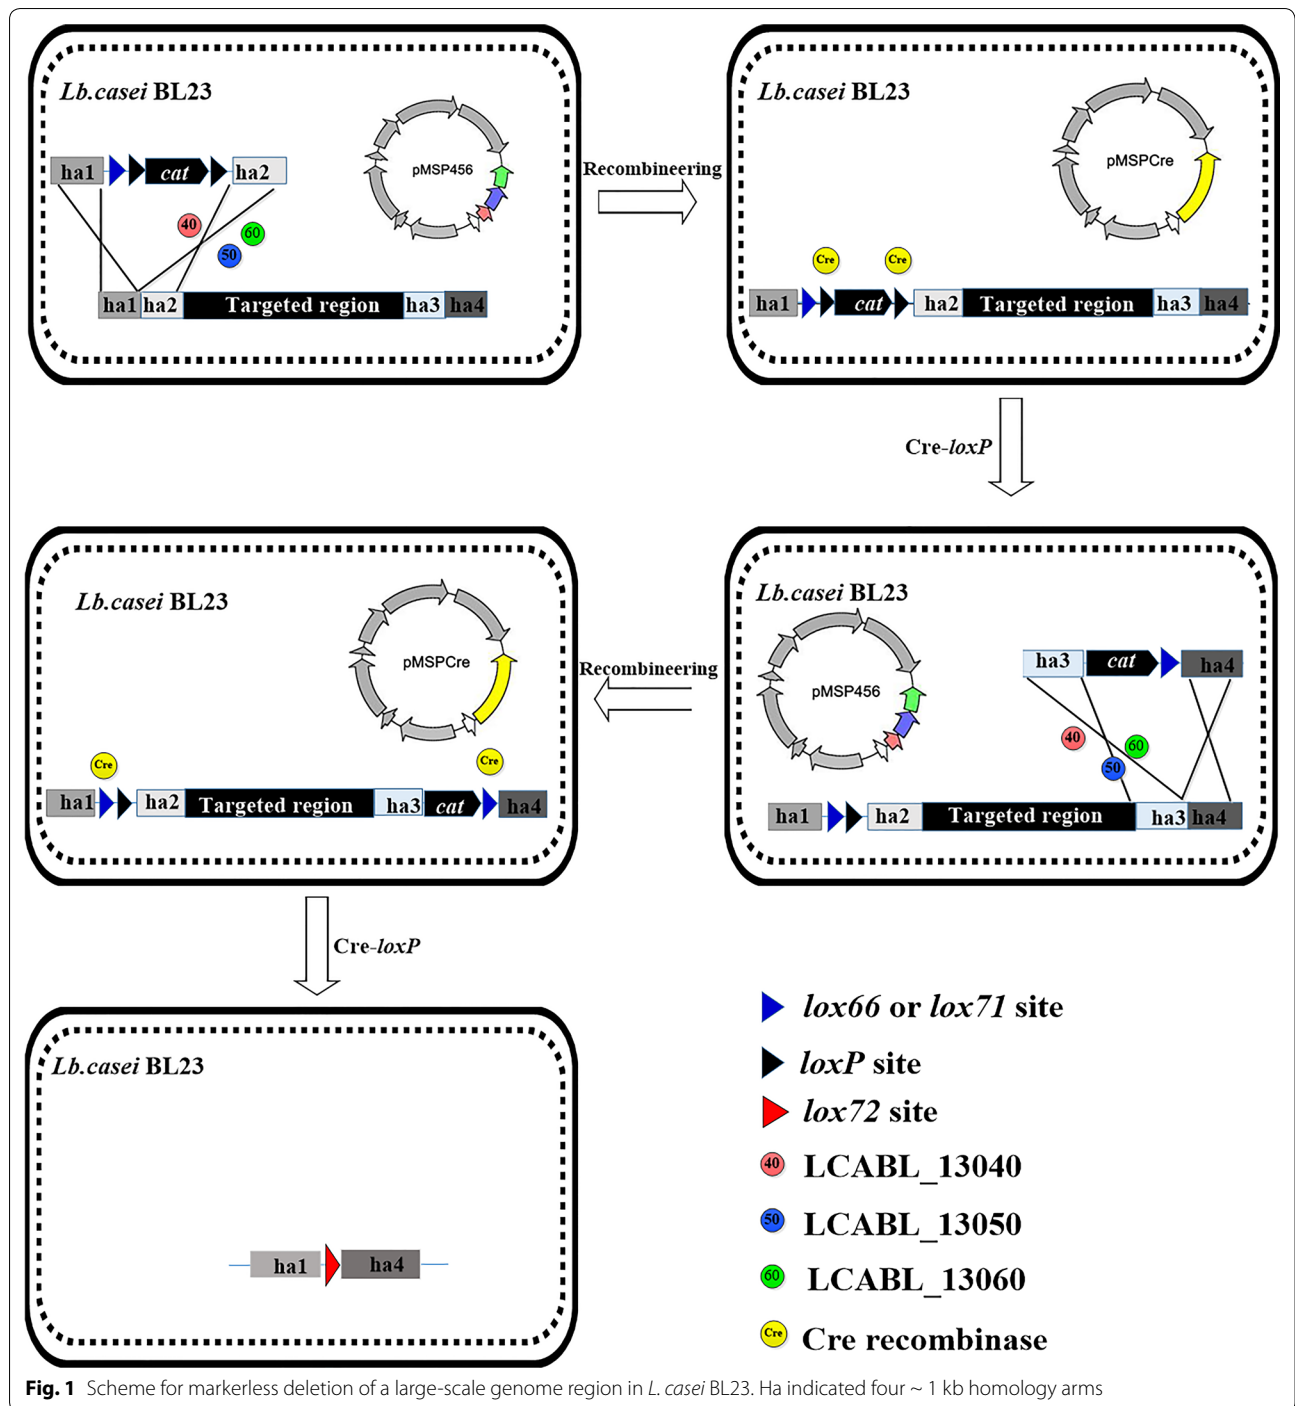 Lb.casei BL23
ha1
cat
ha2
pMSP456
40
60
50
ha1
ha2
Targeted region
ha3
ha4
Recombineering
Lb.casei BL23
pMSPCre
Cre
Cre
ha1
cat
ha2
Targeted region
ha3
ha4
Cre-loxP
Lb.casei BL23
pMSP456
ha3
cat
ha4
40
60
50
ha1
ha2
Targeted region
ha3
ha4
Recombineering
Lb.casei BL23
pMSPCre
Cre
Cre
ha1
ha2
Targeted region
ha3
cat
ha4
Cre-loxP
Lb.casei BL23
ha1
ha4
lox66 or lox71 site
loxP site
lox72 site
40 LCABL_13040
50 LCABL_13050
60 LCABL_13060
Cre Cre recombinase
Fig. 1 Scheme for markerless deletion of a large-scale genome region in L. casei BL23. Ha indicated four ~ 1 kb homology arms